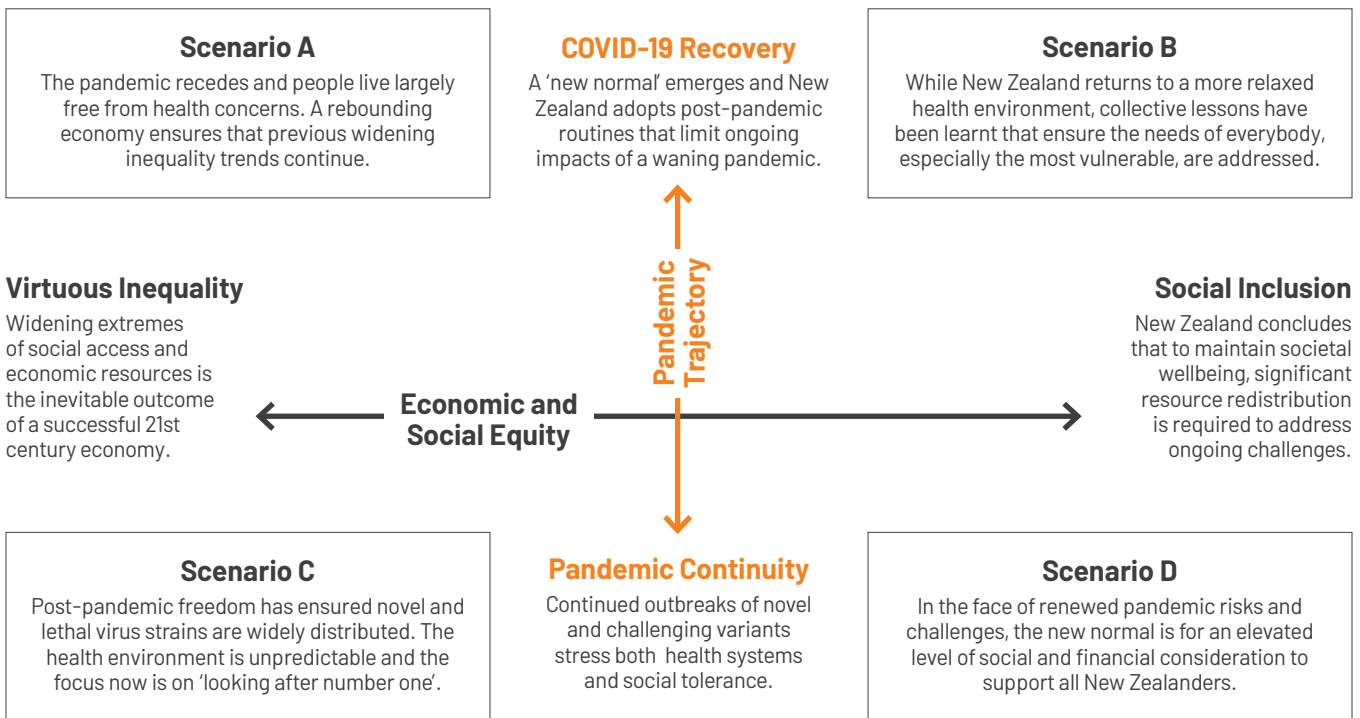 Scenario A
The pandemic recedes and people live largely
free from health concerns. A rebounding
economy ensures that previous widening
inequality trends continue.
COVID-19 Recovery
A ‘new normal’ emerges and New
Zealand adopts post-pandemic
routines that limit ongoing
impacts of a waning pandemic.
Scenario B
While New Zealand returns to a more relaxed
health environment, collective lessons have
been learnt that ensure the needs of everybody,
especially the most vulnerable, are addressed.
Virtuous Inequality
Widening extremes
of social access and
economic resources is
the inevitable outcome
of a successful 21st
century economy.
Pandemic
Trajectory
Economic and
Social Equity
Social Inclusion
New Zealand concludes
that to maintain societal
wellbeing, significant
resource redistribution
is required to address
ongoing challenges.
Scenario C
Post-pandemic freedom has ensured novel and
lethal virus strains are widely distributed. The
health environment is unpredictable and the
focus now is on ‘looking after number one’.
Pandemic Continuity
Continued outbreaks of novel
and challenging variants
stress both health systems
and social tolerance.
Scenario D
In the face of renewed pandemic risks and
challenges, the new normal is for an elevated
level of social and financial consideration to
support all New Zealanders.